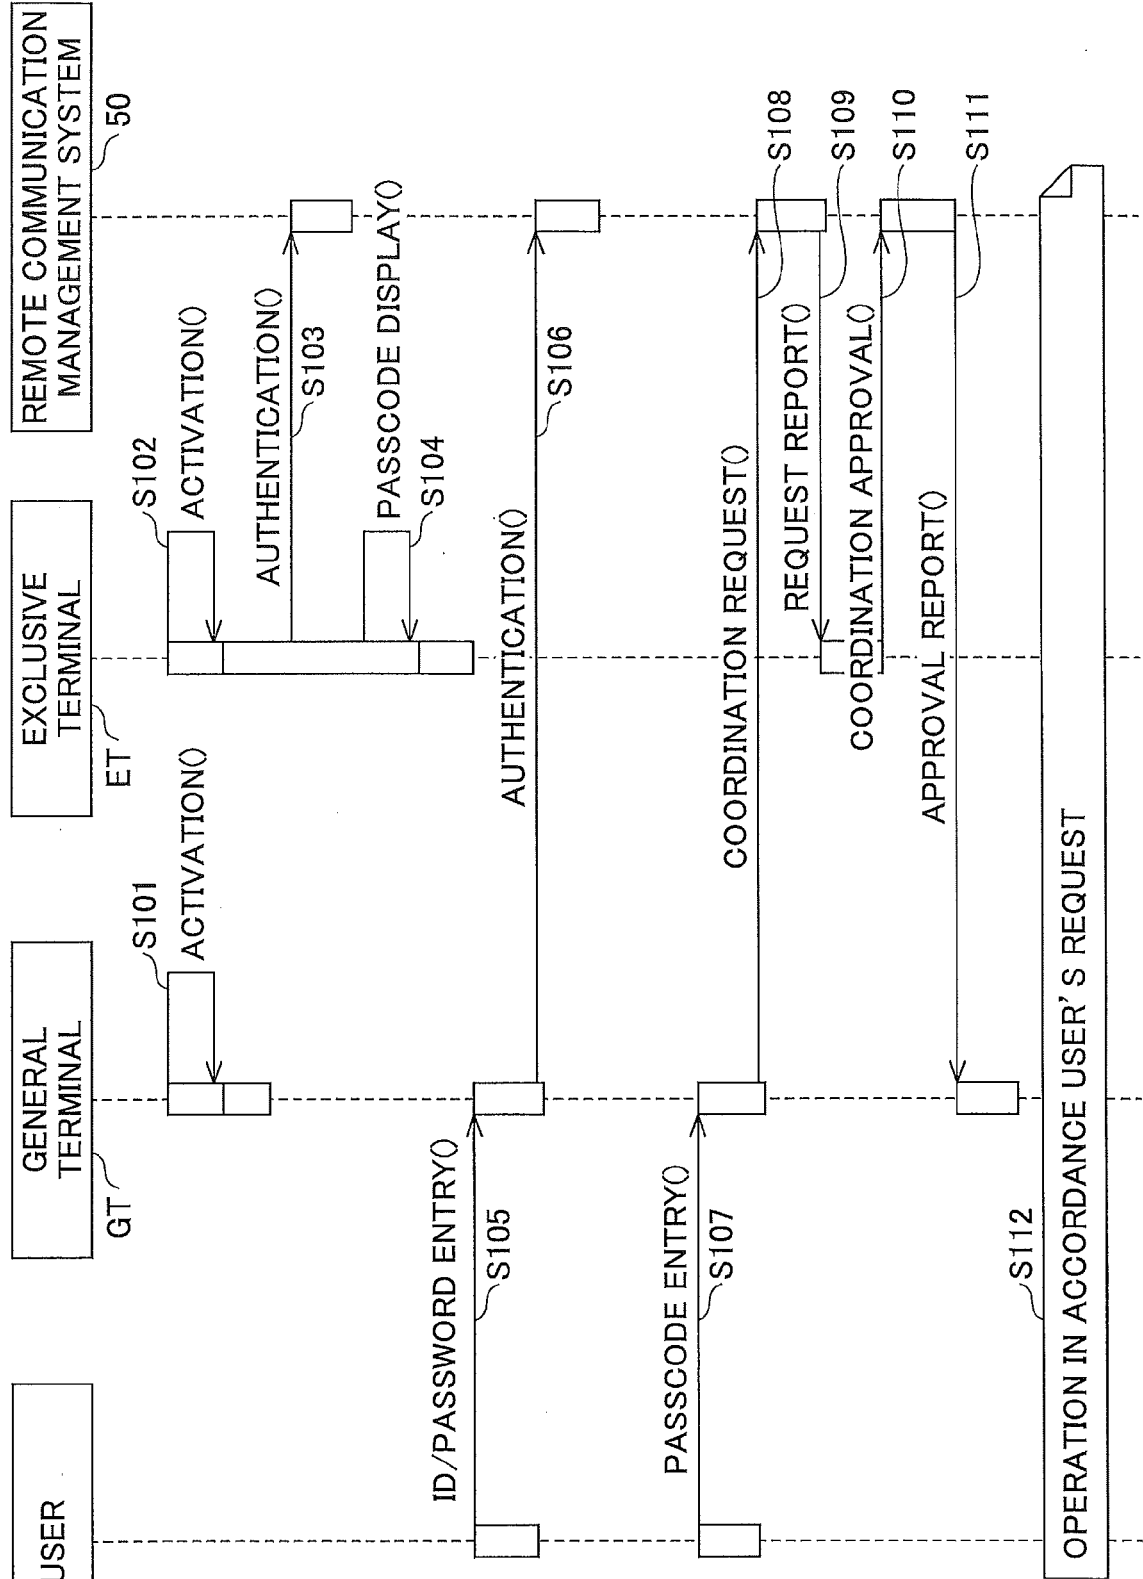 USER
GENERAL
TERMINAL
GT
EXCLUSIVE
TERMINAL
ET
REMOTE COMMUNICATION
MANAGEMENT SYSTEM
50
S101
ACTIVATION()
S102
ACTIVATION()
AUTHENTICATION()
S103
PASSCODE DISPLAY()
S104
ID/PASSWORD ENTRY()
S105
AUTHENTICATION()
S106
PASSCODE ENTRY()
S107
COORDINATION REQUEST()
S108
REQUEST REPORT()
S109
COORDINATION APPROVAL()
S110
APPROVAL REPORT()
S111
S112
OPERATION IN ACCORDANCE USER'S REQUEST